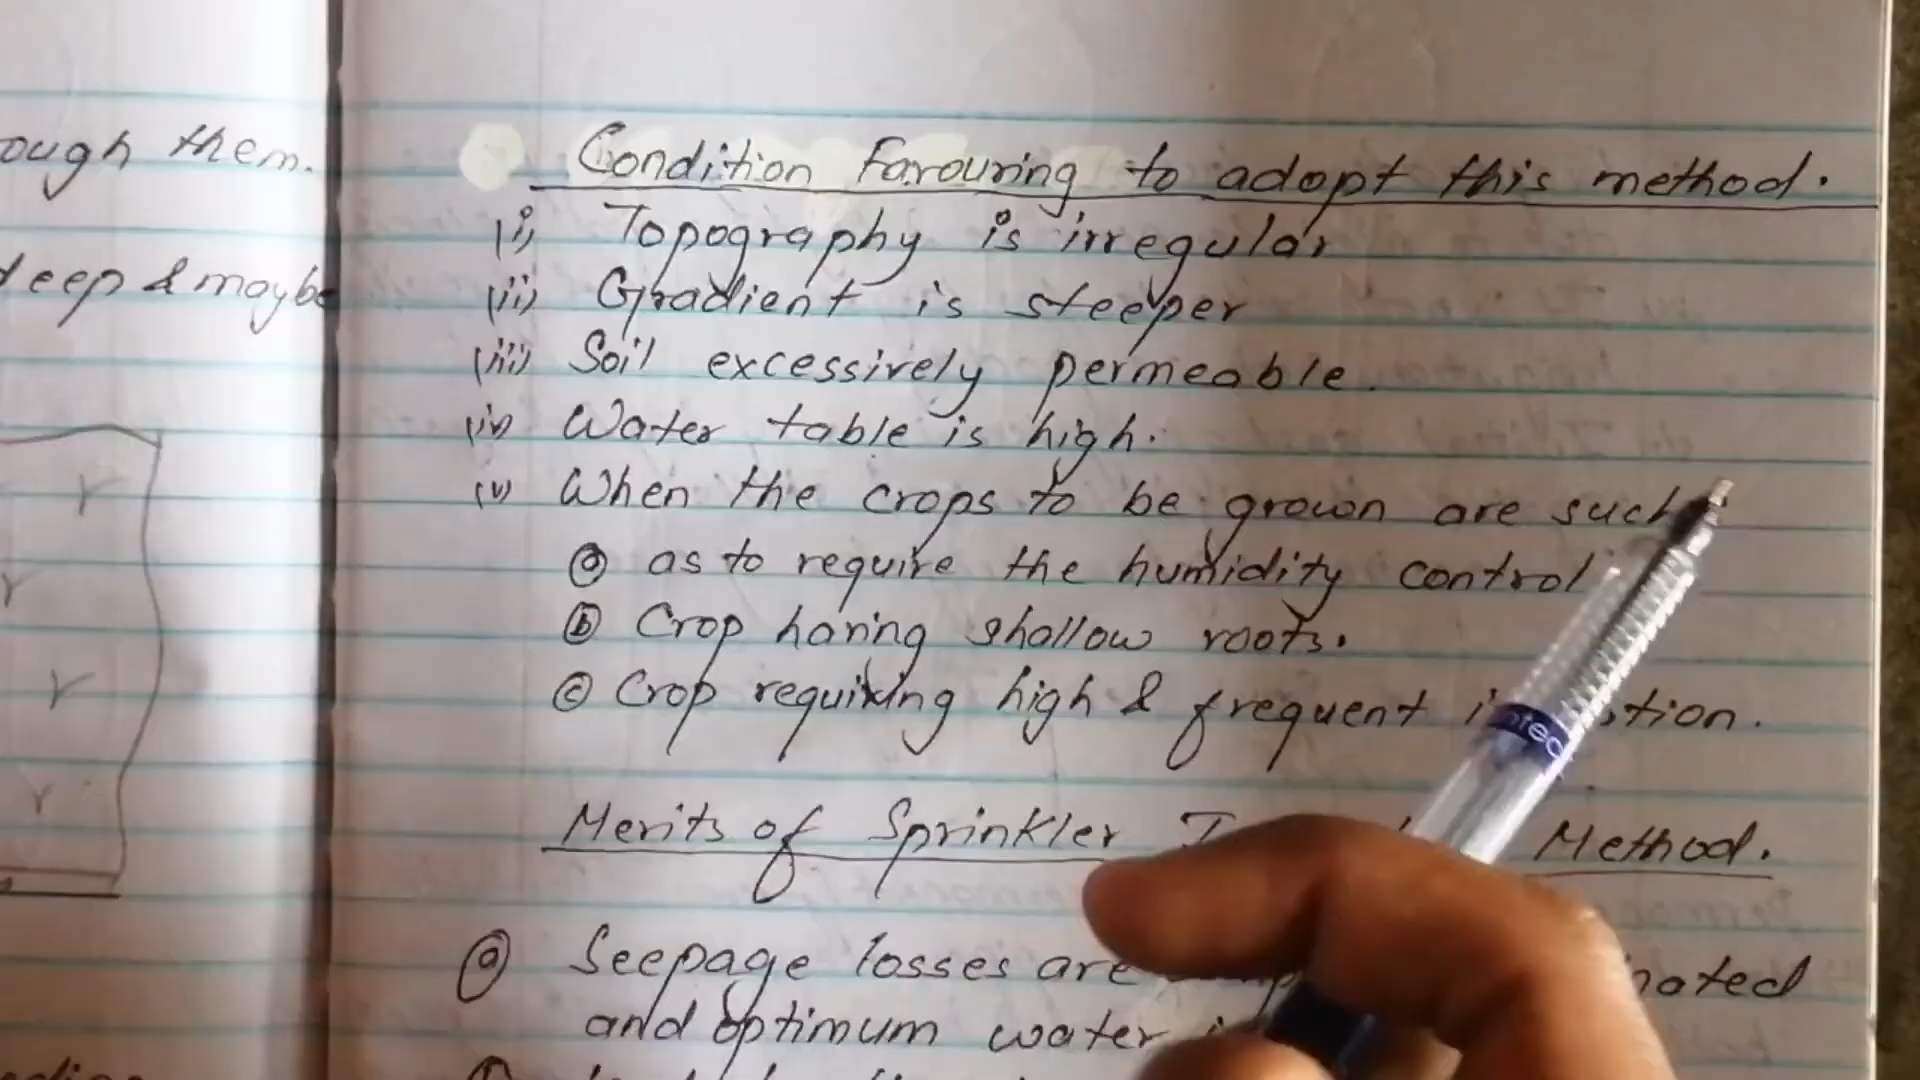 ough them.
deep & maybe
r
r
r
r
Condition Favouring to adopt this method.
(i) Topography is irregular
(ii) Gradient is steeper
(iii) Soil excessively permeable.
(iv) Water table is high.
(v) When the crops to be grown are such
(a) as to require the humidity control
(b) Crop having shallow roots.
(c) Crop requiring high & frequent tion.
Merits of Sprinkler Method.
(a) Seepage losses are nated
and optimum water